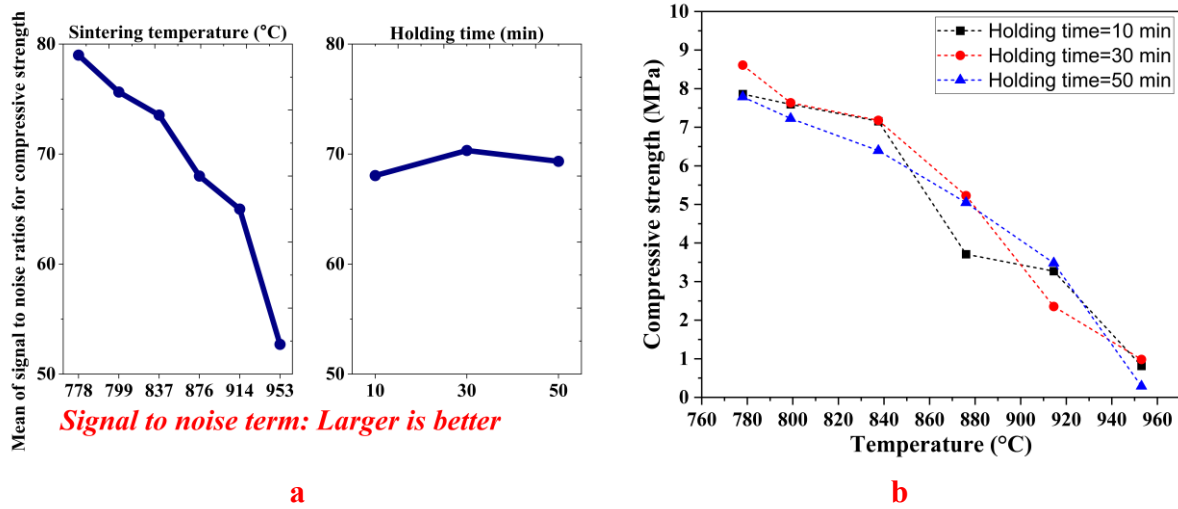 Mean of signal to noise ratios for compressive strength
Sintering temperature (°C)
Holding time (min)
80
70
60
50
778 799 837 876 914 953
80
70
60
50
10 30 50
Signal to noise term: Larger is better
a
Compressive strength (MPa)
10
9
8
7
6
5
4
3
2
1
0
Holding time=10 min
Holding time=30 min
Holding time=50 min
760 780 800 820 840 860 880 900 920 940 960
Temperature (°C)
b